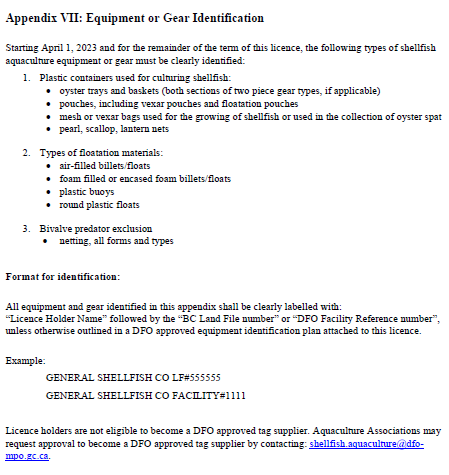 Appendix VII: Equipment or Gear Identification
Starting April 1, 2023 and for the remainder of the term of this licence, the following types of shellfish
aquaculture equipment or gear must be clearly identified:
1. Plastic containers used for culturing shellfish:
• oyster trays and baskets (both sections of two piece gear types, if applicable)
• pouches, including vexar pouches and floatation pouches
• mesh or vexar bags used for the growing of shellfish or used in the collection of oyster spat
• pearl, scallop, lantern nets
2. Types of floatation materials:
• air-filled billets/floats
• foam filled or encased foam billets/floats
• plastic buoys
• round plastic floats
3. Bivalve predator exclusion
• netting, all forms and types
Format for identification:
All equipment and gear identified in this appendix shall be clearly labelled with:
“Licence Holder Name” followed by the “BC Land File number” or “DFO Facility Reference number”,
unless otherwise outlined in a DFO approved equipment identification plan attached to this licence.
Example:
GENERAL SHELLFISH CO LF#555555
GENERAL SHELLFISH CO FACILITY#1111
Licence holders are not eligible to become a DFO approved tag supplier. Aquaculture Associations may
request approval to become a DFO approved tag supplier by contacting: shellfish.aquaculture@dfo-
mpo.gc.ca.